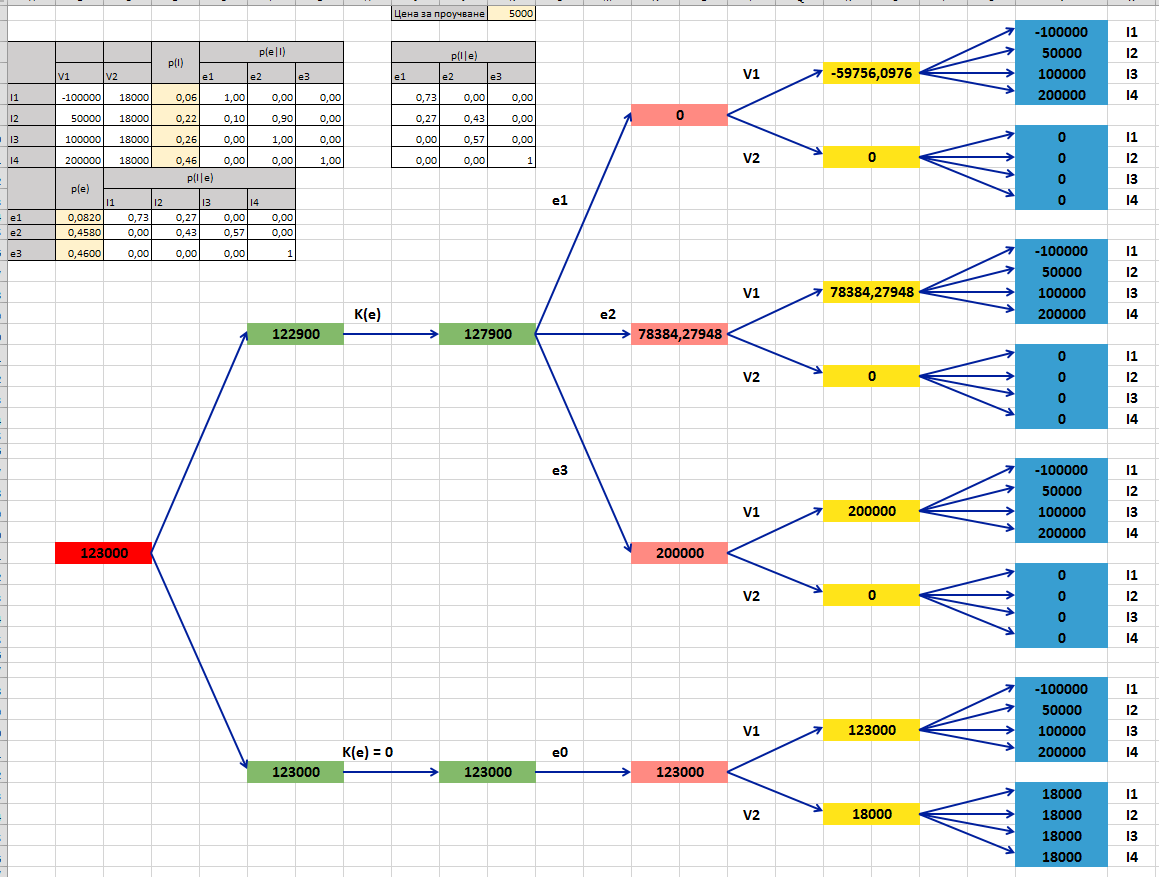 Цена за проучване 5000
p(I) p(e|I) p(I|e)
V1 V2 e1 e2 e3 e1 e2 e3
I1 -100000 18000 0,06 1,00 0,00 0,00 0,73 0,00 0,00
I2 50000 18000 0,22 0,10 0,90 0,00 0,27 0,43 0,00
I3 100000 18000 0,26 0,00 1,00 0,00 0,00 0,57 0,00
I4 200000 18000 0,46 0,00 0,00 1,00 0,00 0,00 1
p(e) p(I|e)
I1 I2 I3 I4
e1 0,0820 0,73 0,27 0,00 0,00
e2 0,4580 0,00 0,43 0,57 0,00
e3 0,4600 0,00 0,00 0,00 1
-100000 I1
50000 I2
V1 -59756,0976 100000 I3
200000 I4
0
0 I1
V2 0 0 I2
0 I3
e1 0 I4
-100000 I1
50000 I2
V1 78384,27948 100000 I3
K(e) e2 200000 I4
122900 127900 78384,27948
0 I1
V2 0 0 I2
0 I3
0 I4
e3 -100000 I1
50000 I2
V1 200000 100000 I3
200000 I4
123000 200000
0 I1
V2 0 0 I2
0 I3
0 I4
-100000 I1
50000 I2
V1 123000 100000 I3
K(e) = 0 e0 200000 I4
123000 123000 123000
18000 I1
V2 18000 18000 I2
18000 I3
18000 I4